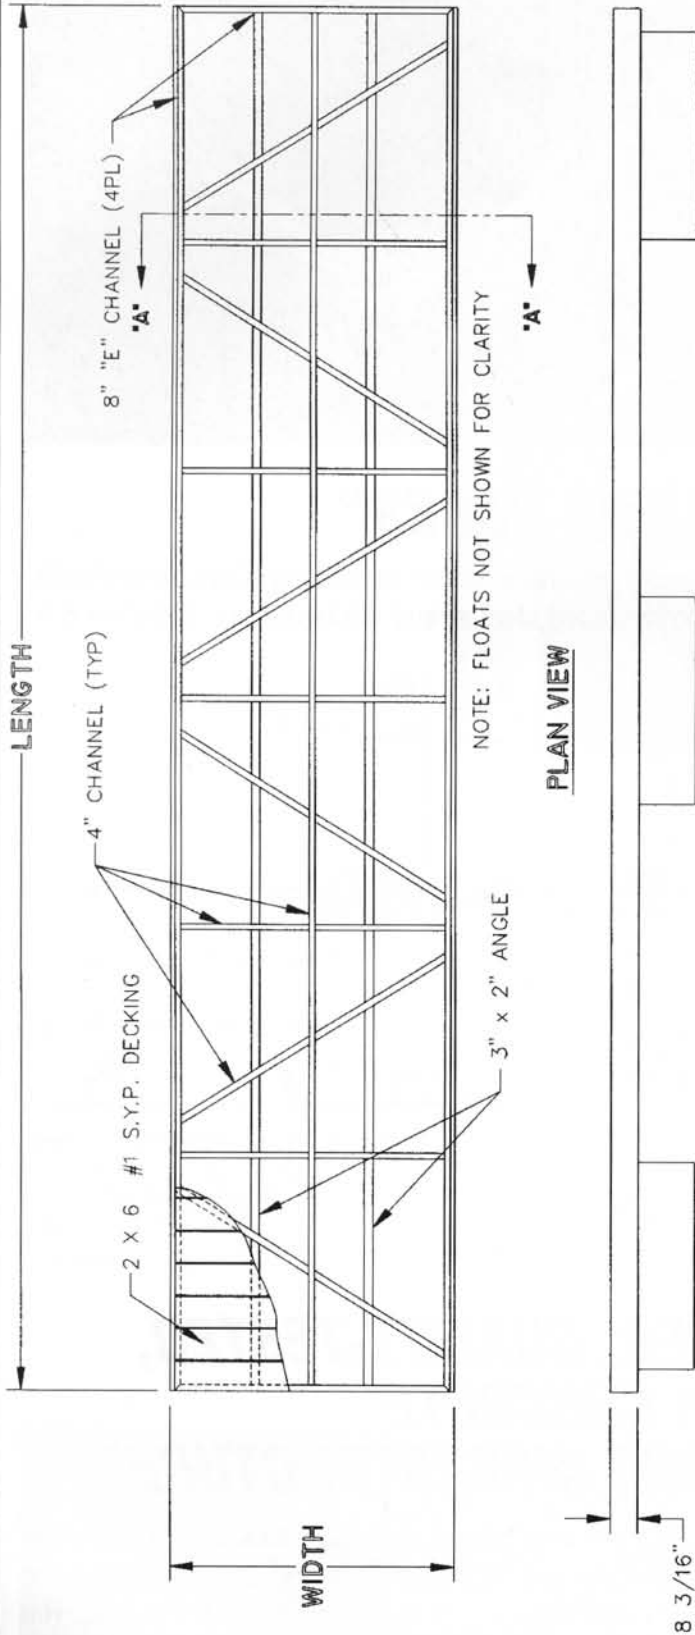 LENGTH
8" "E" CHANNEL (4PL)
4" CHANNEL (TYP)
2 X 6 #1 S.Y.P. DECKING
"A"
"A"
WIDTH
3" x 2" ANGLE
NOTE: FLOATS NOT SHOWN FOR CLARITY
PLAN VIEW
8 3/16"